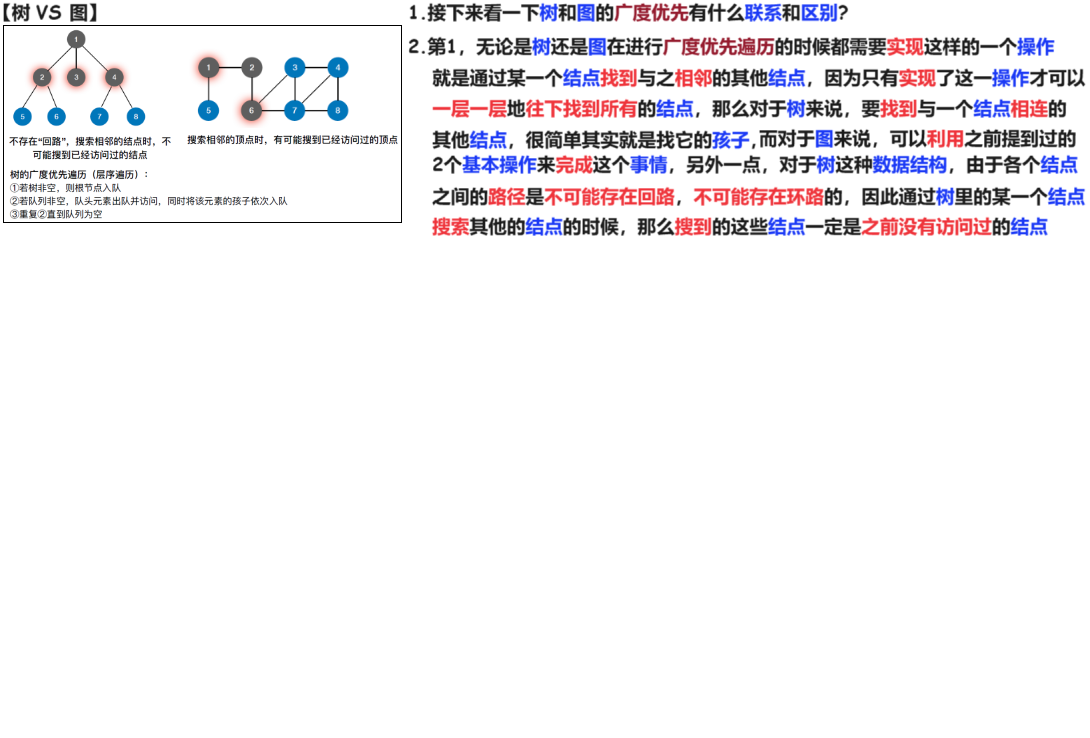 【树 VS 图】
1
2
3
4
5
6
7
8
不存在“回路”，搜索相邻的结点时，不
可能搜到已经访问过的结点
1
2
3
4
5
6
7
8
搜索相邻的顶点时，有可能搜到已经访问过的顶点
树的广度优先遍历（层序遍历）：
①若树非空，则根节点入队
②若队列非空，队头元素出队并访问，同时将该元素的孩子依次入队
③重复②直到队列为空
1.接下来看一下树和图的广度优先有什么联系和区别?
2.第1，无论是树还是图在进行广度优先遍历的时候都需要实现这样的一个操作
就是通过某一个结点找到与之相邻的其他结点，因为只有实现了这一操作才可以
一层一层地往下找到所有的结点，那么对于树来说，要找到与一个结点相连的
其他结点，很简单其实就是找它的孩子,而对于图来说，可以利用之前提到过的
2个基本操作来完成这个事情，另外一点，对于树这种数据结构，由于各个结点
之间的路径是不可能存在回路，不可能存在环路的，因此通过树里的某一个结点
搜索其他的结点的时候，那么搜到的这些结点一定是之前没有访问过的结点